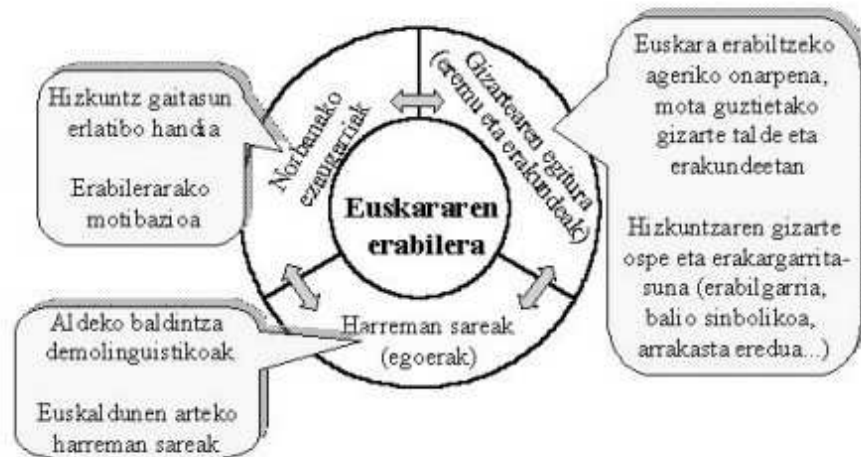 Hizkuntz gaitasun
erlatibo handia
Erabilerarako
motibazioa
Norbanako
ezaugarriak
Gizartearen egitura
(eremu eta erakundeak)
Euskara erabiltzeko
ageriko onarpena,
mota guztietako
gizarte talde eta
erakundeetan
Hizkuntzaren gizarte
ospe eta erakargarrita-
suna (erabilgarria,
balio sinbolikoa,
arrakasta eredua...)
Euskararen
erabilera
Harreman sareak
(egoerak)
Aldeko baldintza
demolinguistikoak
Euskaldunen arteko
harreman sareak